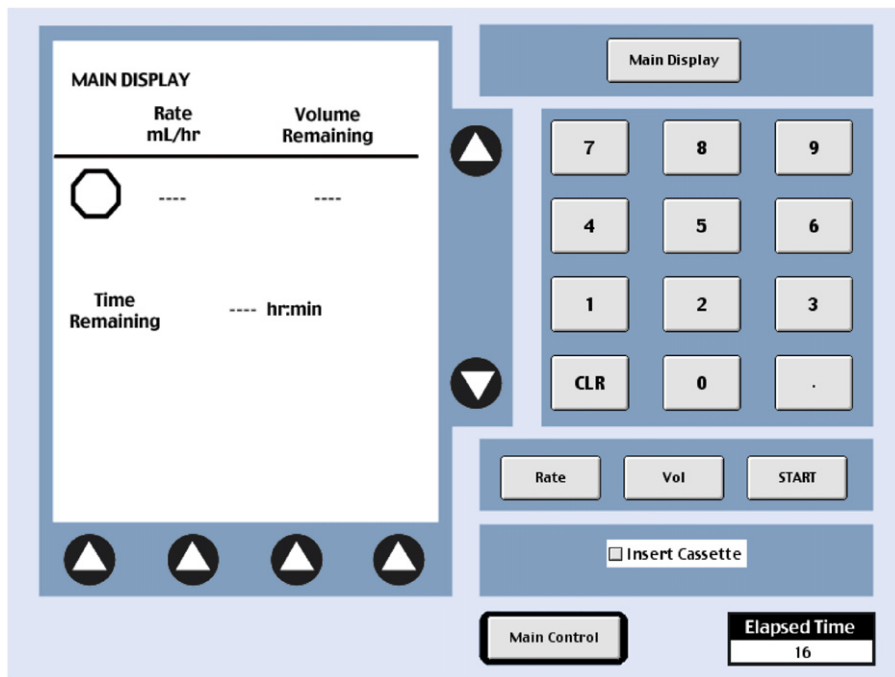 MAIN DISPLAY
Rate
mL/hr
Volume
Remaining
---- ----
Time
Remaining
---- hr:min
Main Display
7 8 9
4 5 6
1 2 3
CLR 0 .
Rate Vol START
Insert Cassette
Main Control
Elapsed Time
16